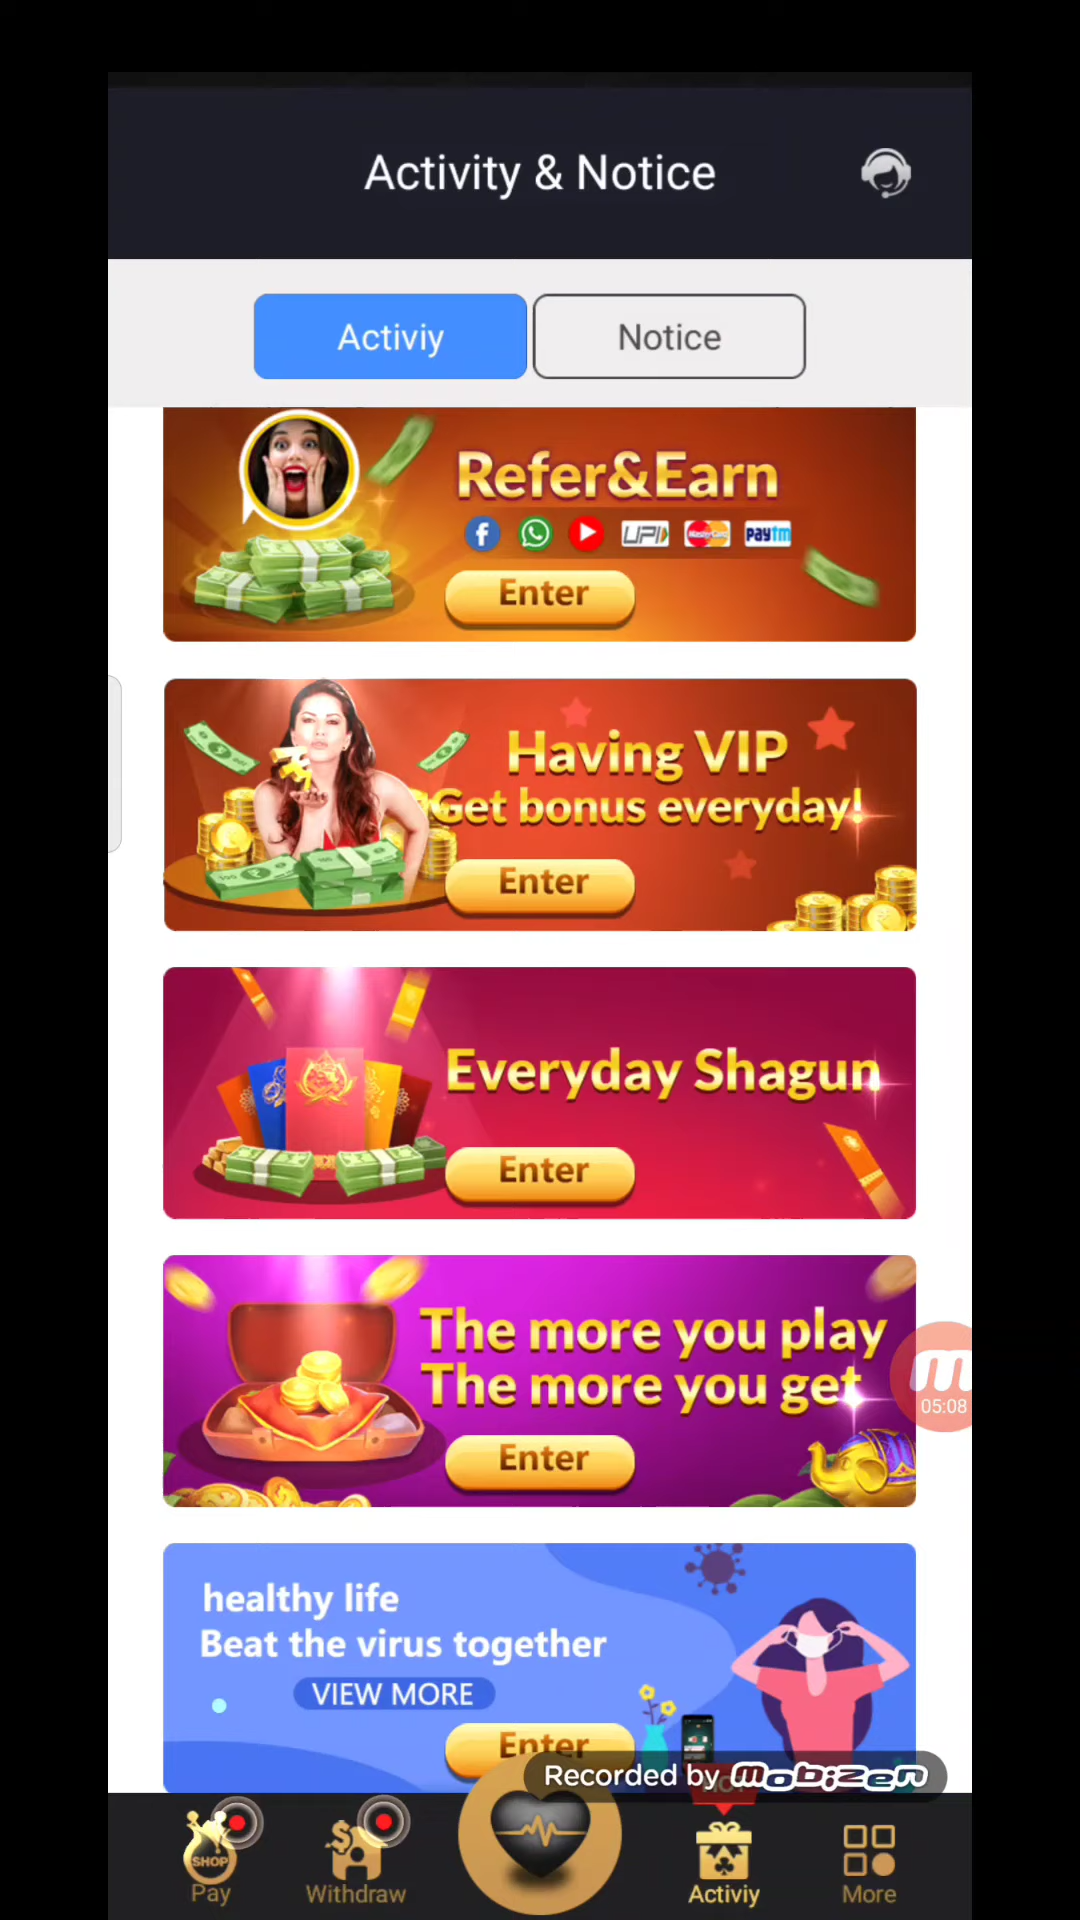 Activity & Notice
Activiy
Notice
Refer&Earn
UPI
MasterCard
paytm
Enter
Having VIP
Get bonus everyday!
Enter
Everyday Shagun
Enter
The more you play
The more you get
Enter
05:08
healthy life
Beat the virus together
VIEW MORE
Enter
Recorded by mobizen
HOT
SHOP
Pay
Withdraw
Activiy
More